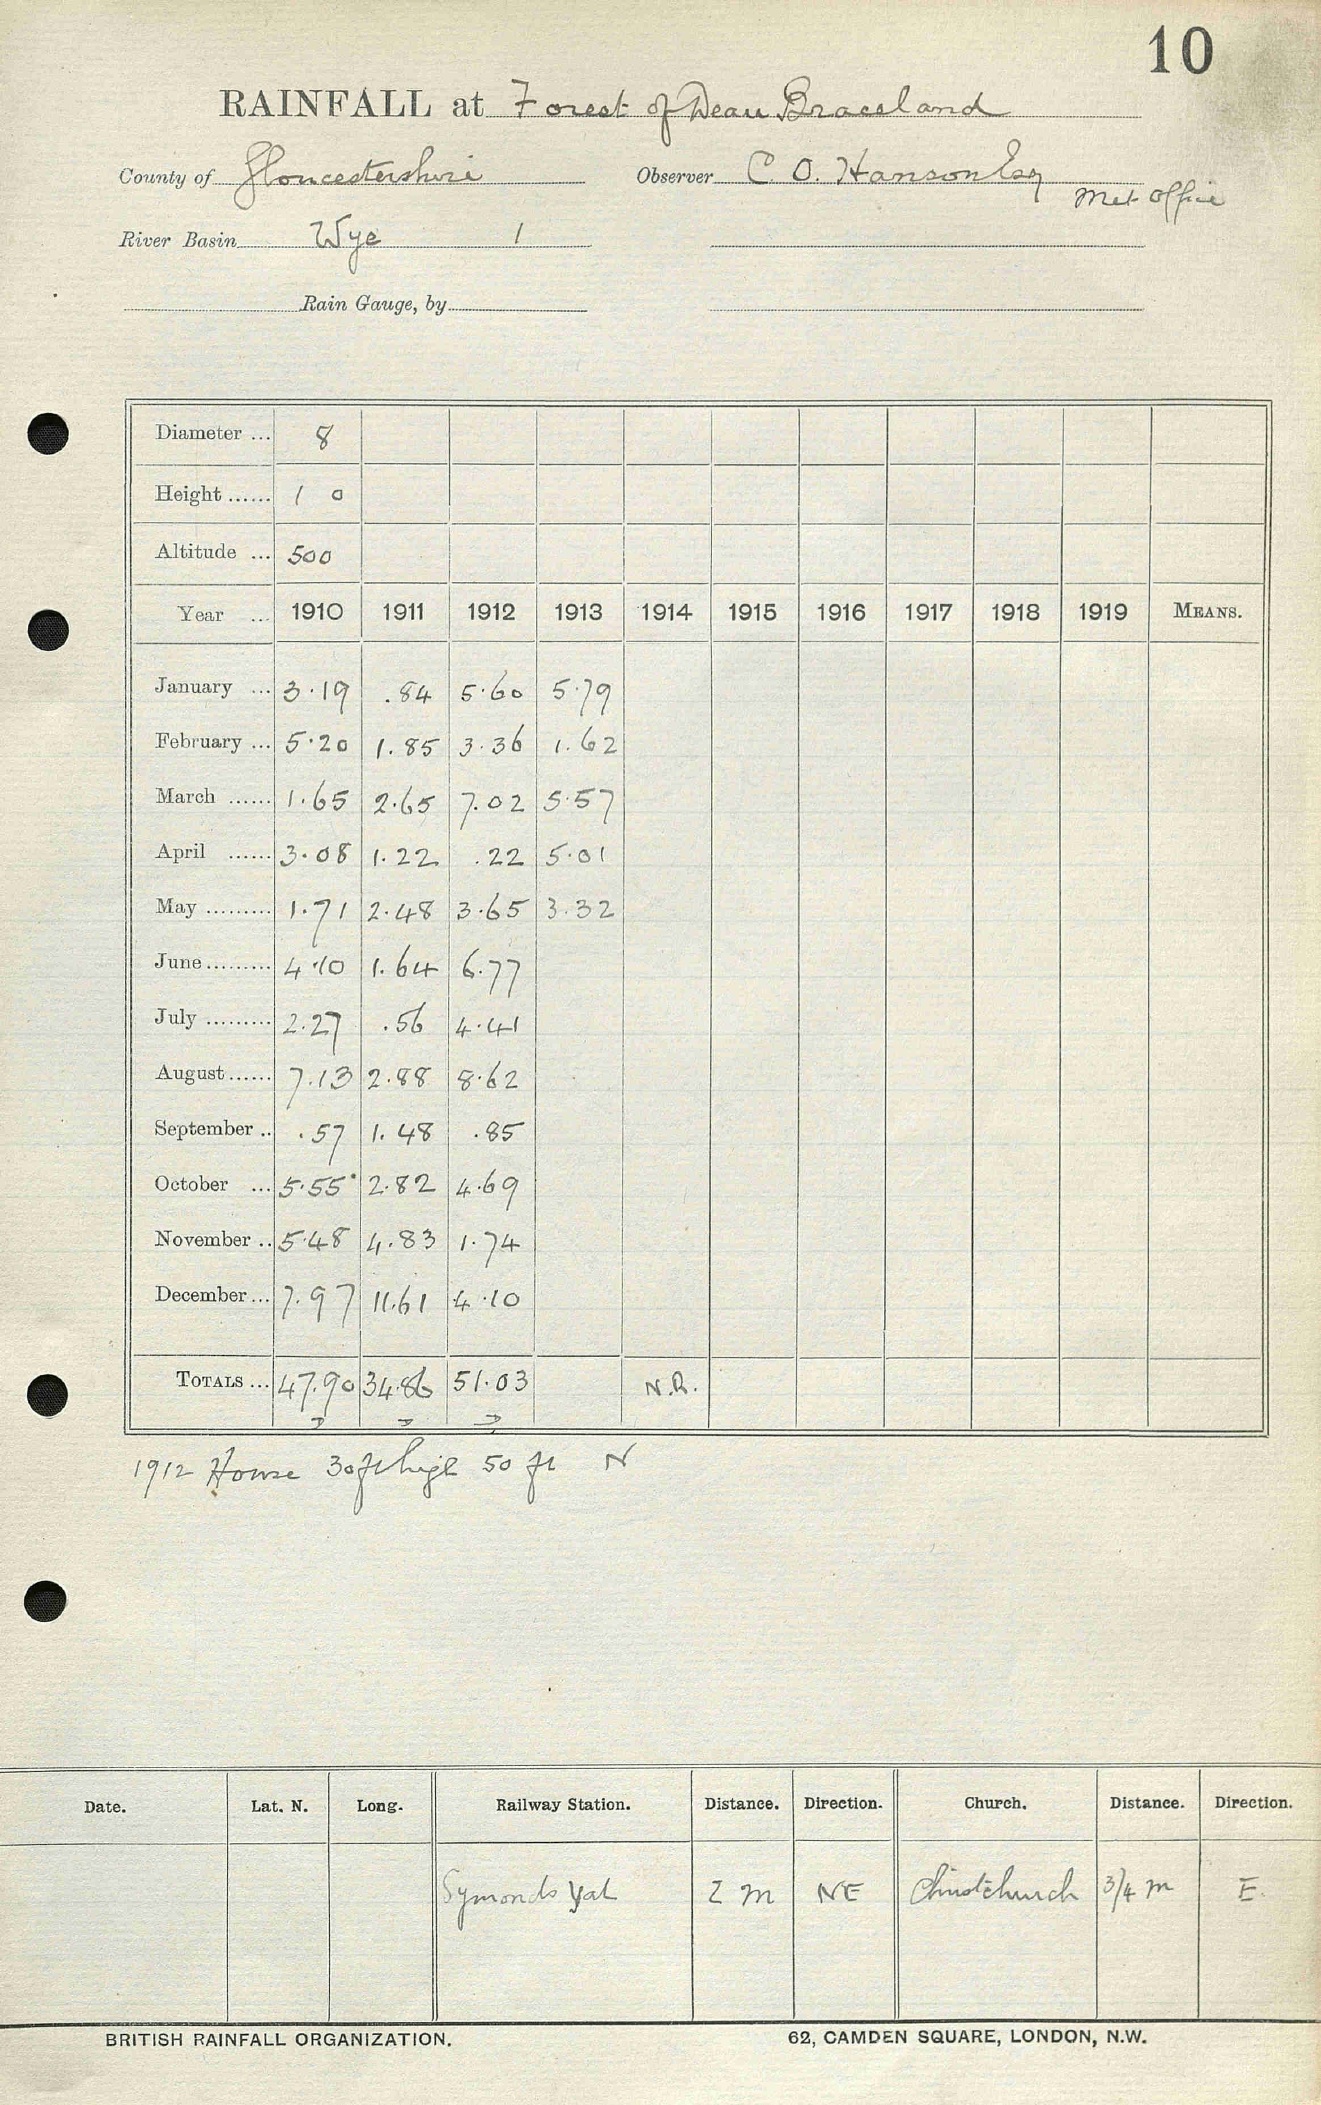 10
RAINFALL at Forest of Dean Braceland
County of Gloucestershire Observer C. O. Hanson Esq
Met Office
River Basin Wye 1
Rain Gauge, by
Diameter ... 8
Height ...... 1 0
Altitude ... 500
Year ... 1910 1911 1912 1913 1914 1915 1916 1917 1918 1919 MEANS.
January ... 3.19 .84 5.60 5.79
February ... 5.20 1.85 3.36 1.62
March ...... 1.65 2.65 7.02 5.57
April ...... 3.08 1.22 .22 5.01
May ......... 1.71 2.48 3.65 3.32
June ......... 4.10 1.64 6.77
July ......... 2.27 .56 4.41
August ...... 7.13 2.88 8.62
September .. .57 1.48 .85
October ... 5.55 2.82 4.69
November .. 5.48 4.83 1.74
December ... 7.97 11.61 4.10
TOTALS ... 47.90 34.86 51.03 N.R.
1912 House 30 ft high 50 ft N
Date. Lat. N. Long. Railway Station. Distance. Direction. Church. Distance. Direction.
Symonds Yat 2 m NE Christchurch 3/4 m E.
BRITISH RAINFALL ORGANIZATION. 62, CAMDEN SQUARE, LONDON, N.W.